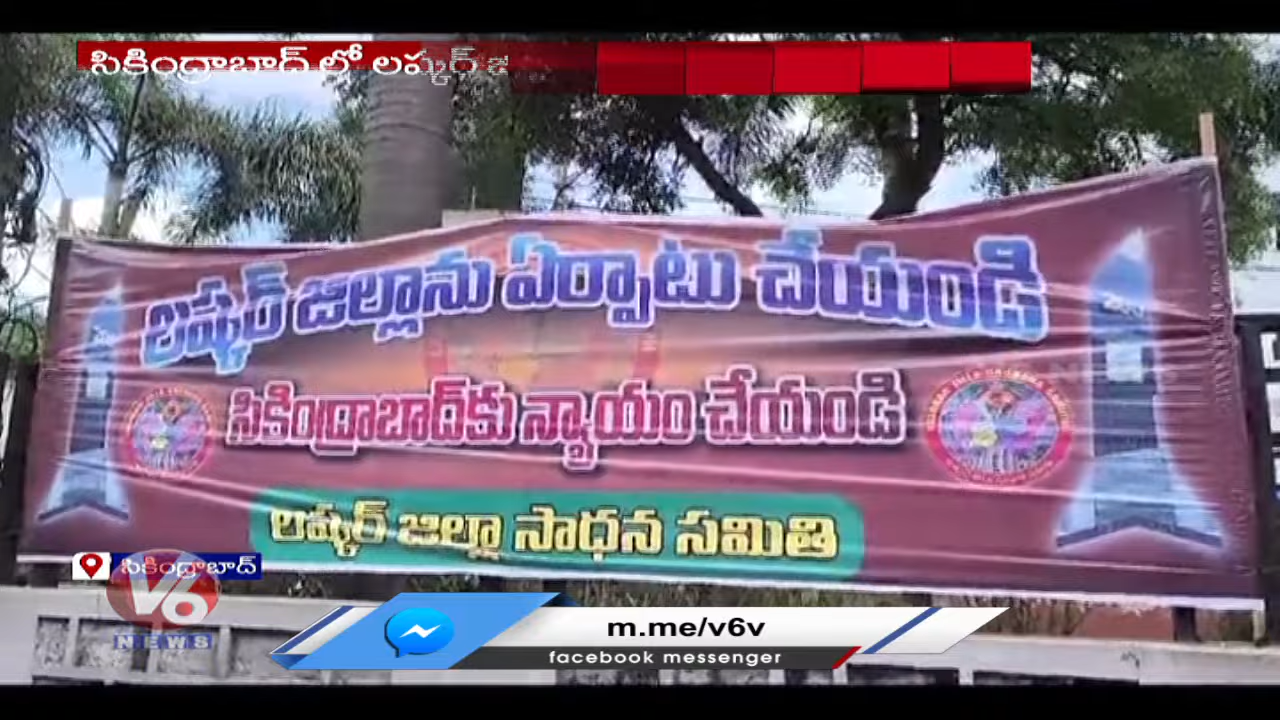 సికింద్రాబాద్ లో లష్కర్ జి
లష్కర్ జిల్లాను ఏర్పాటు చేయండి
సికింద్రాబాద్‌కు న్యాయం చేయండి
లష్కర్ జిల్లా సాధన సమితి
సికింద్రాబాద్
V6
NEWS
m.me/v6v
facebook messenger